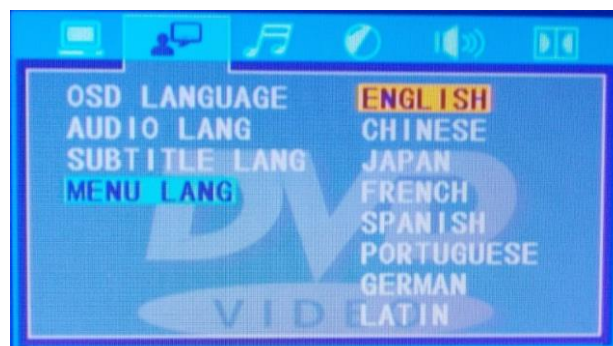 OSD LANGUAGE
AUDIO LANG
SUBTITLE LANG
MENU LANG
ENGLISH
CHINESE
JAPAN
FRENCH
SPANISH
PORTUGUESE
GERMAN
LATIN
DVD
VIDEO